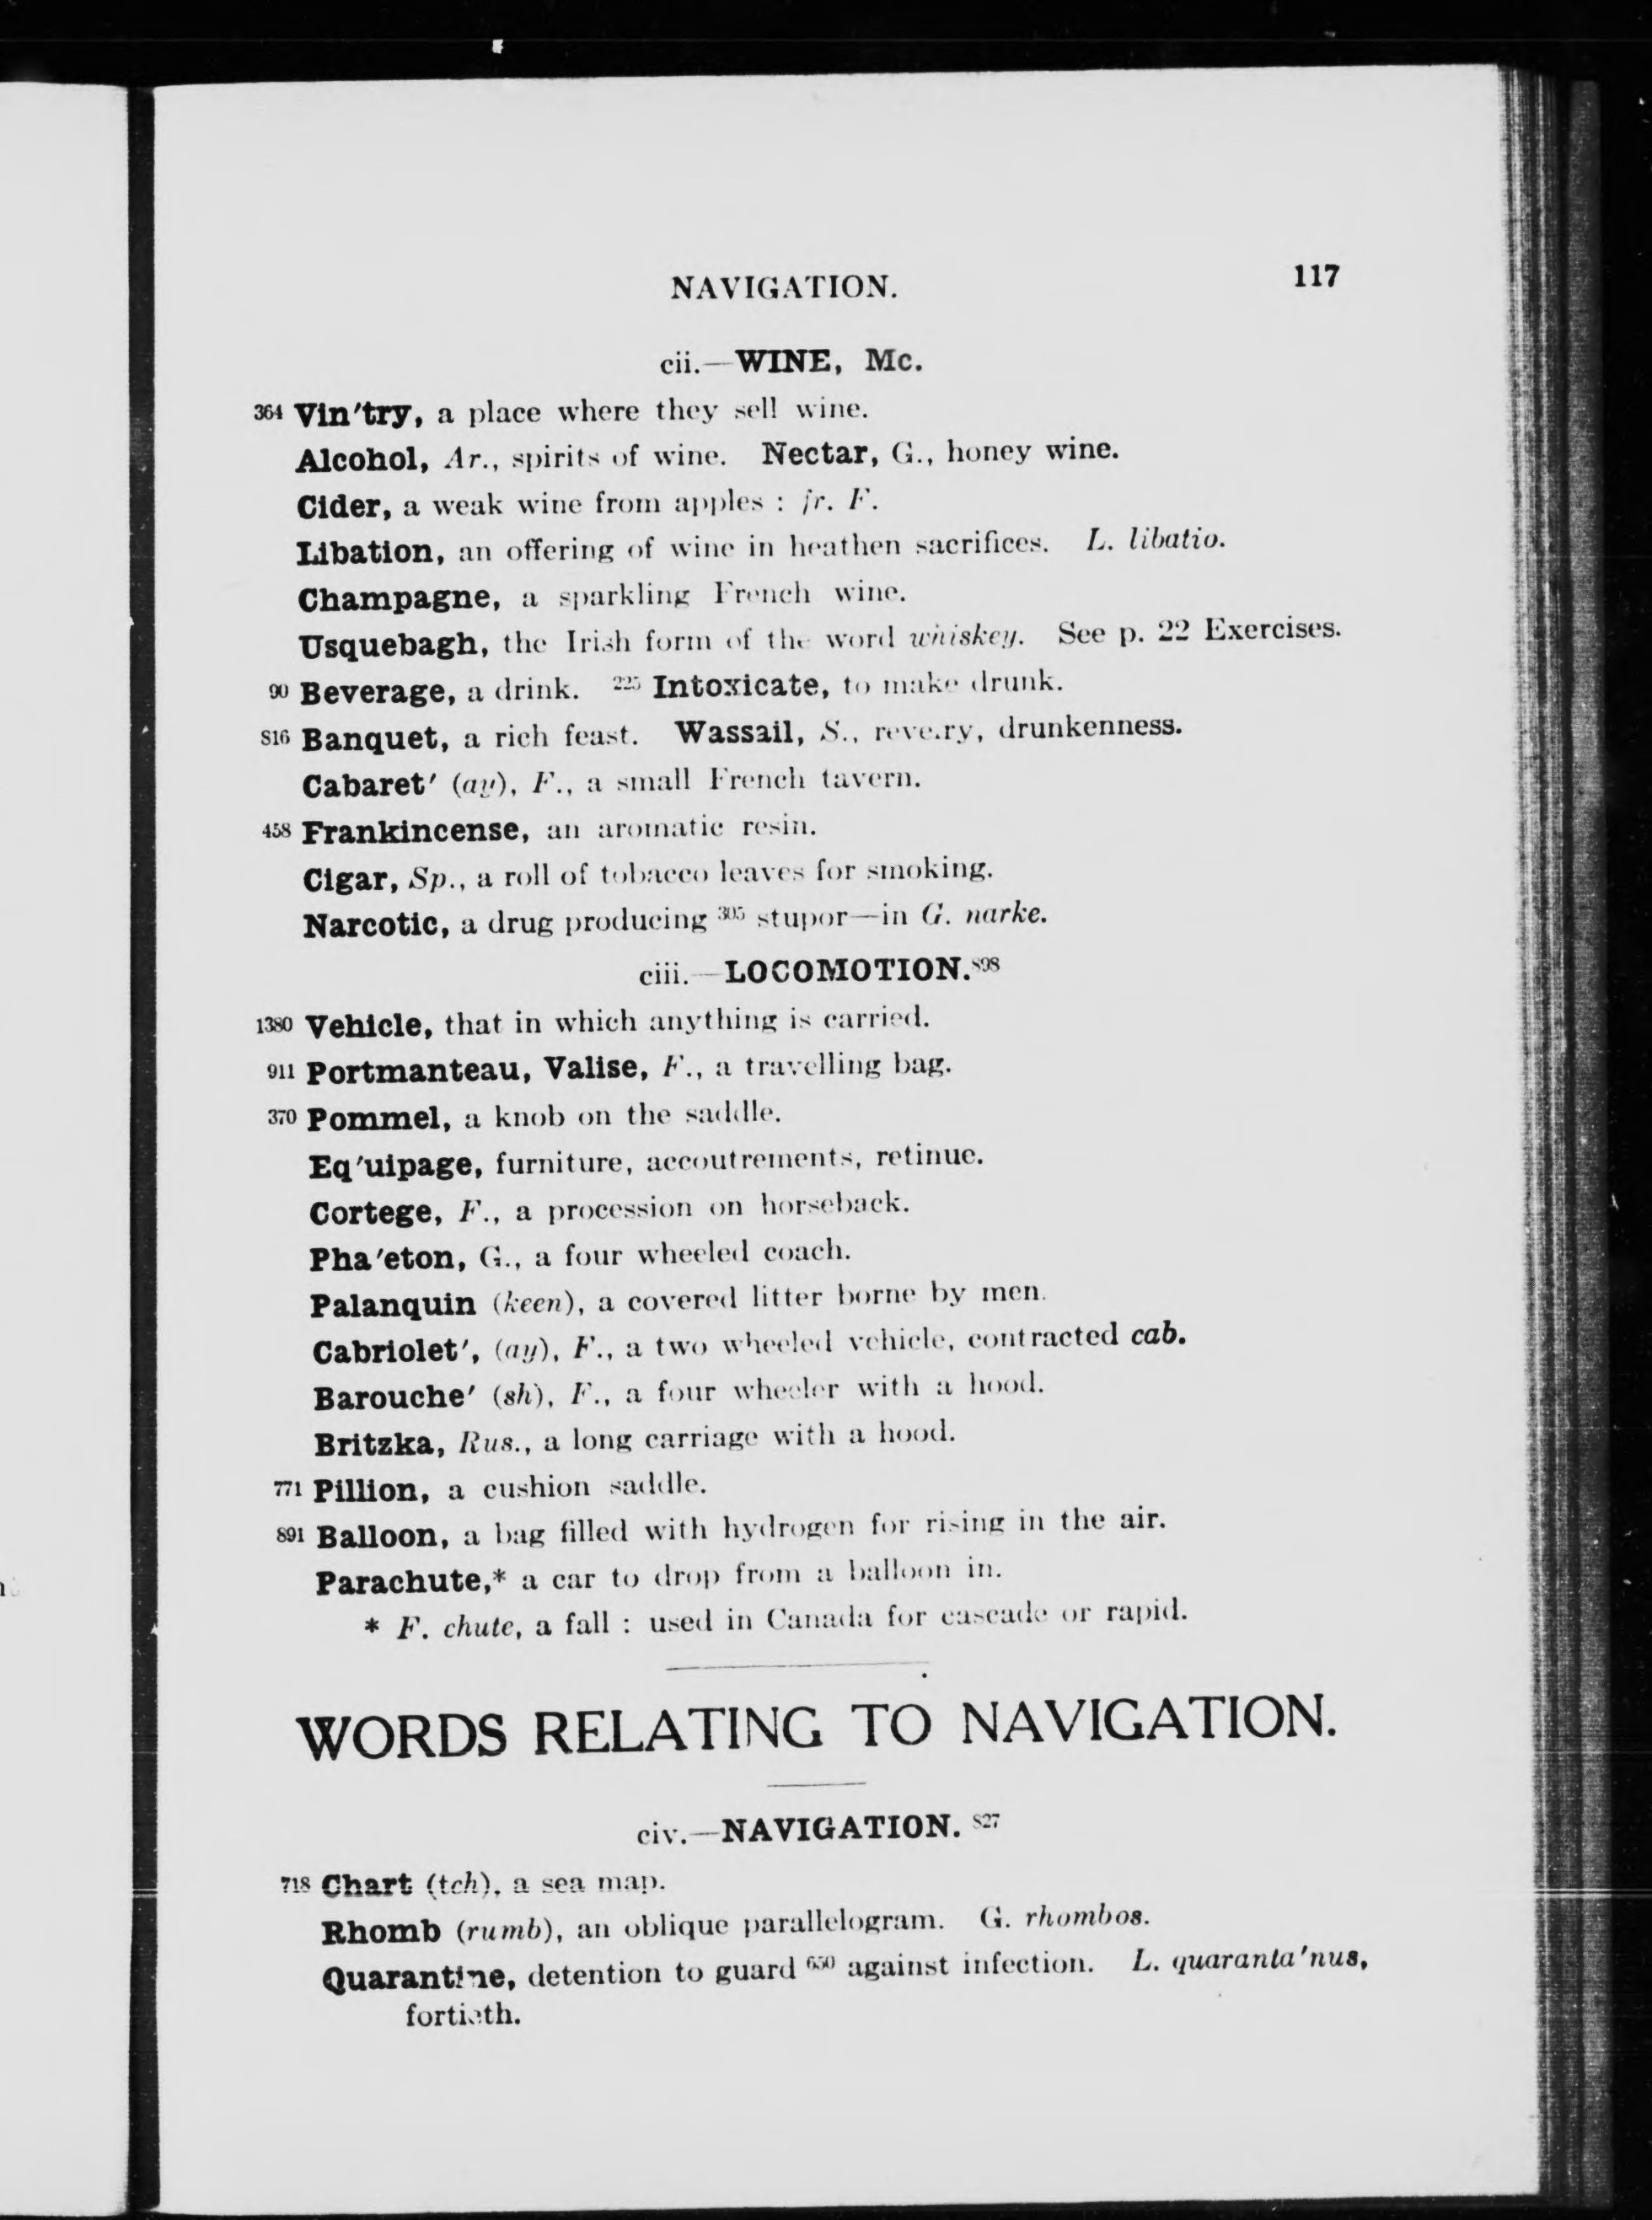 NAVIGATION. 117
cii.—WINE, Mc.
364 Vin′try, a place where they sell wine.
Alcohol, Ar., spirits of wine. Nectar, G., honey wine.
Cider, a weak wine from apples : fr. F.
Libation, an offering of wine in heathen sacrifices. L. libatio.
Champagne, a sparkling French wine.
Usquebagh, the Irish form of the word whiskey. See p. 22 Exercises.
90 Beverage, a drink. 225 Intoxicate, to make drunk.
816 Banquet, a rich feast. Wassail, S., revelry, drunkenness.
Cabaret′ (ay), F., a small French tavern.
458 Frankincense, an aromatic resin.
Cigar, Sp., a roll of tobacco leaves for smoking.
Narcotic, a drug producing 305 stupor—in G. narke.
ciii.—LOCOMOTION. 898
1380 Vehicle, that in which anything is carried.
911 Portmanteau, Valise, F., a travelling bag.
370 Pommel, a knob on the saddle.
Eq′uipage, furniture, accoutrements, retinue.
Cortege, F., a procession on horseback.
Pha′eton, G., a four wheeled coach.
Palanquin (keen), a covered litter borne by men.
Cabriolet′, (ay), F., a two wheeled vehicle, contracted cab.
Barouche′ (sh), F., a four wheeler with a hood.
Britzka, Rus., a long carriage with a hood.
771 Pillion, a cushion saddle.
891 Balloon, a bag filled with hydrogen for rising in the air.
Parachute,* a car to drop from a balloon in.
* F. chute, a fall : used in Canada for cascade or rapid.
WORDS RELATING TO NAVIGATION.
civ.—NAVIGATION. 827
718 Chart (tch), a sea map.
Rhomb (rumb), an oblique parallelogram. G. rhombos.
Quarantine, detention to guard 650 against infection. L. quaranta′nus,
fortieth.